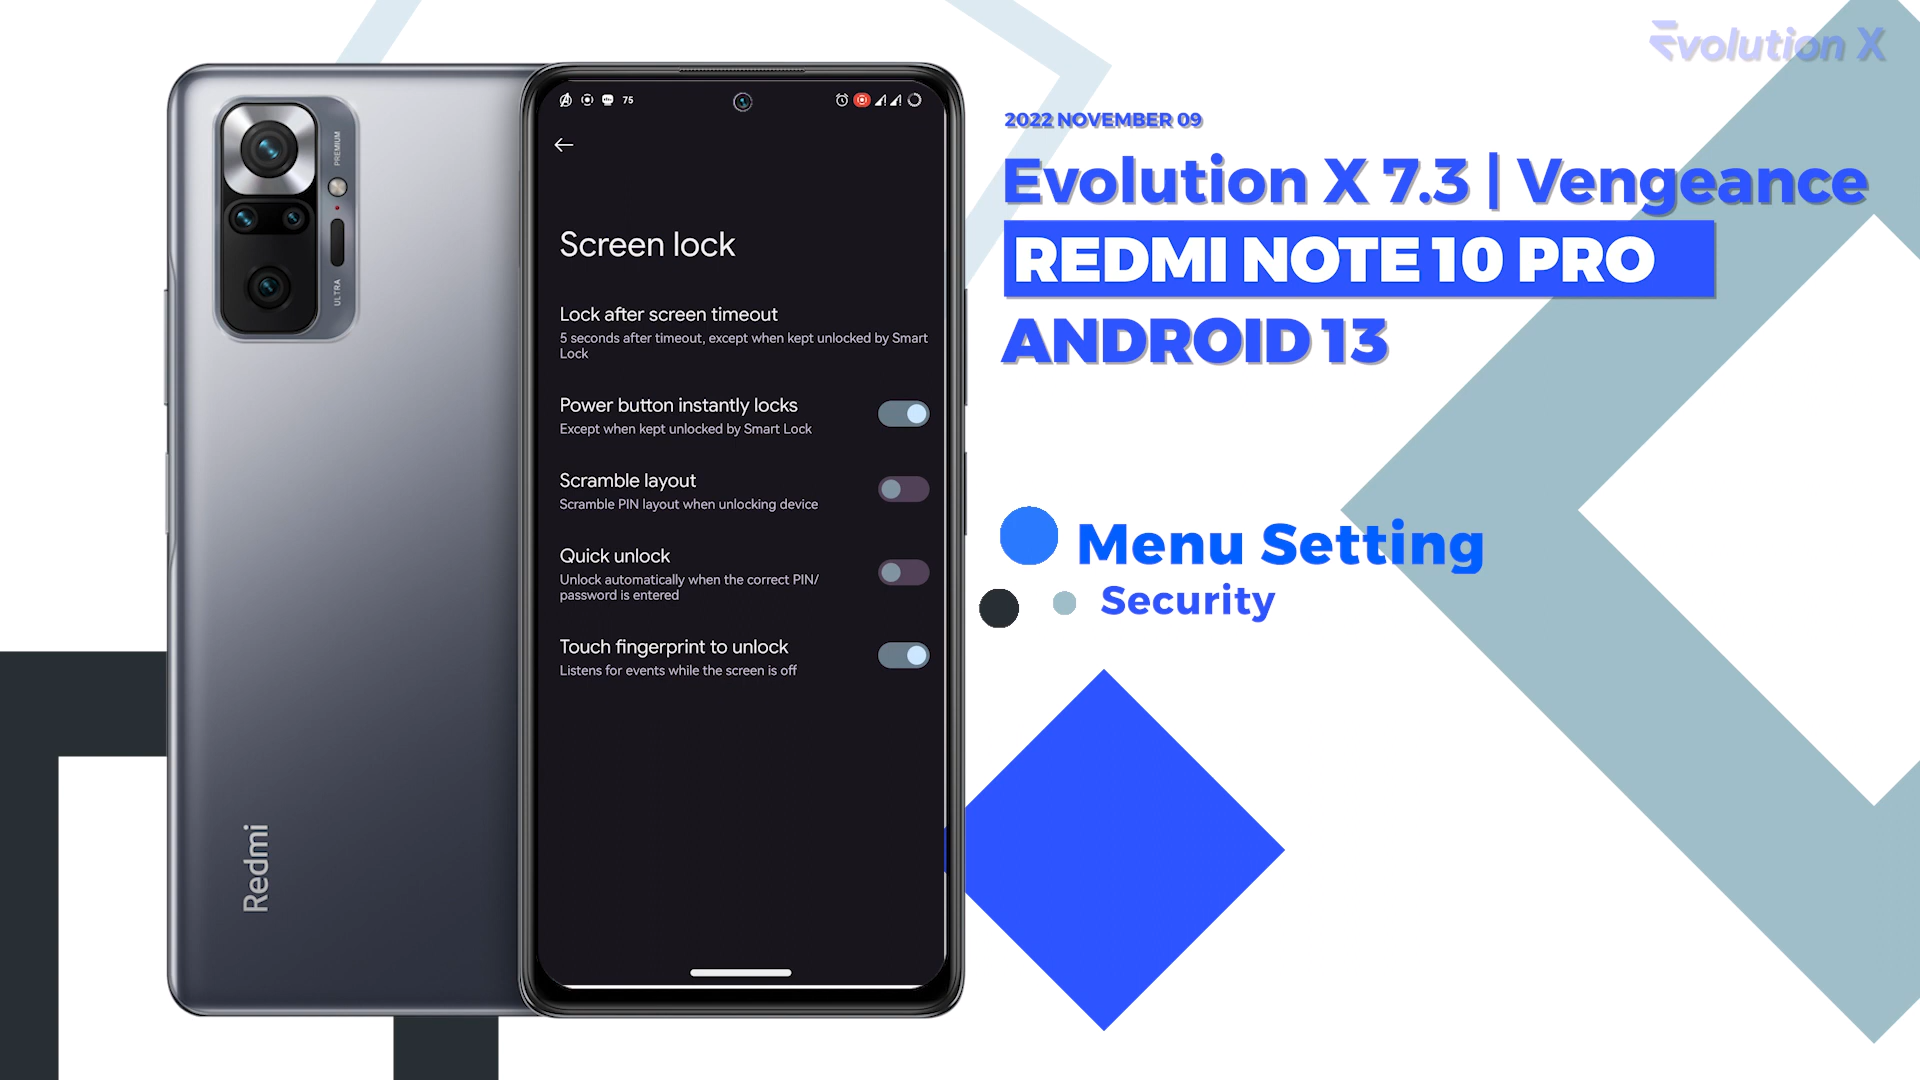 Evolution X
2022 NOVEMBER 09
Evolution X 7.3 | Vengeance
REDMI NOTE 10 PRO
ANDROID 13
Menu Setting
Security
PREMIUM
ULTRA
Redmi
75
Screen lock
Lock after screen timeout
5 seconds after timeout, except when kept unlocked by Smart
Lock
Power button instantly locks
Except when kept unlocked by Smart Lock
Scramble layout
Scramble PIN layout when unlocking device
Quick unlock
Unlock automatically when the correct PIN/
password is entered
Touch fingerprint to unlock
Listens for events while the screen is off